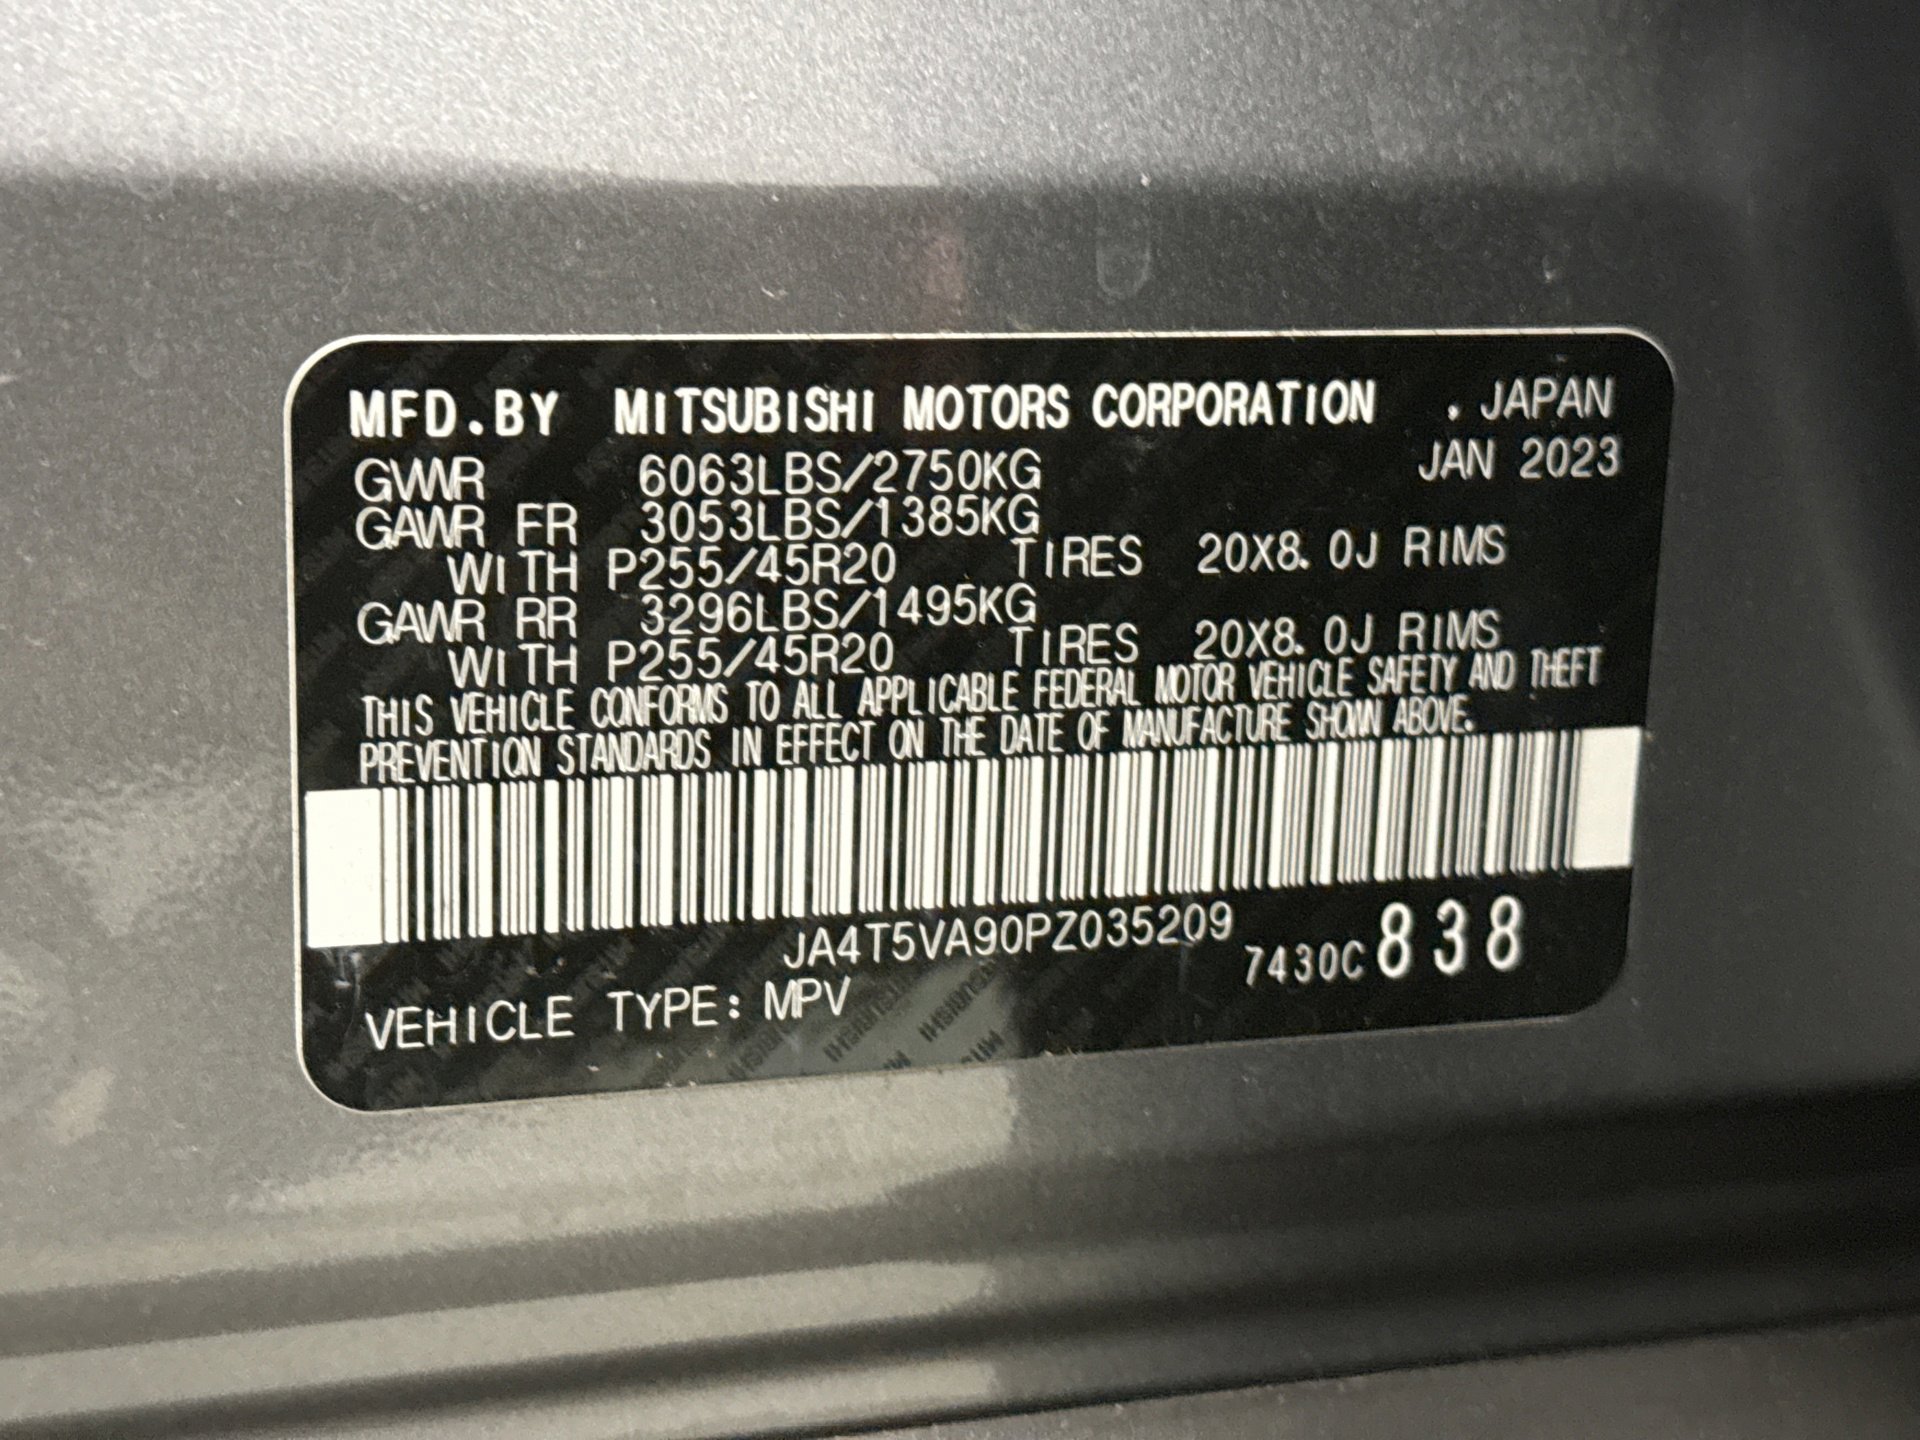 MFD.BY MITSUBISHI MOTORS CORPORATION . JAPAN
JAN 2023
GVWR 6063LBS/2750KG
GAWR FR 3053LBS/1385KG
WITH P255/45R20 TIRES 20X8.0J RIMS
GAWR RR 3296LBS/1495KG
WITH P255/45R20 TIRES 20X8.0J RIMS
THIS VEHICLE CONFORMS TO ALL APPLICABLE FEDERAL MOTOR VEHICLE SAFETY AND THEFT
PREVENTION STANDARDS IN EFFECT ON THE DATE OF MANUFACTURE SHOWN ABOVE.
JA4T5VA90PZ035209 7430C 838
VEHICLE TYPE: MPV